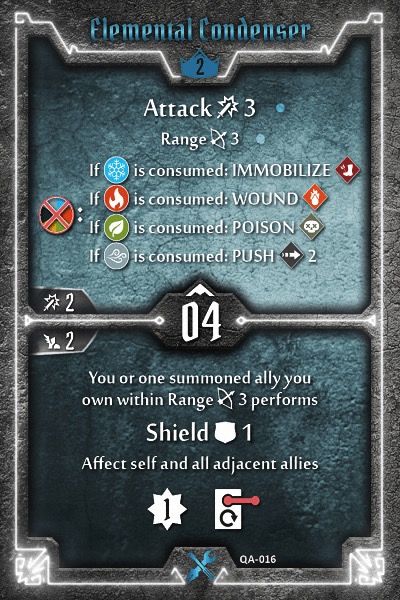 Elemental Condenser
2
Attack 3
Range 3
If is consumed: IMMOBILIZE
If is consumed: WOUND
: If is consumed: POISON
If is consumed: PUSH 2
2
04
2
You or one summoned ally you
own within Range 3 performs
Shield 1
Affect self and all adjacent allies
1
QA-016